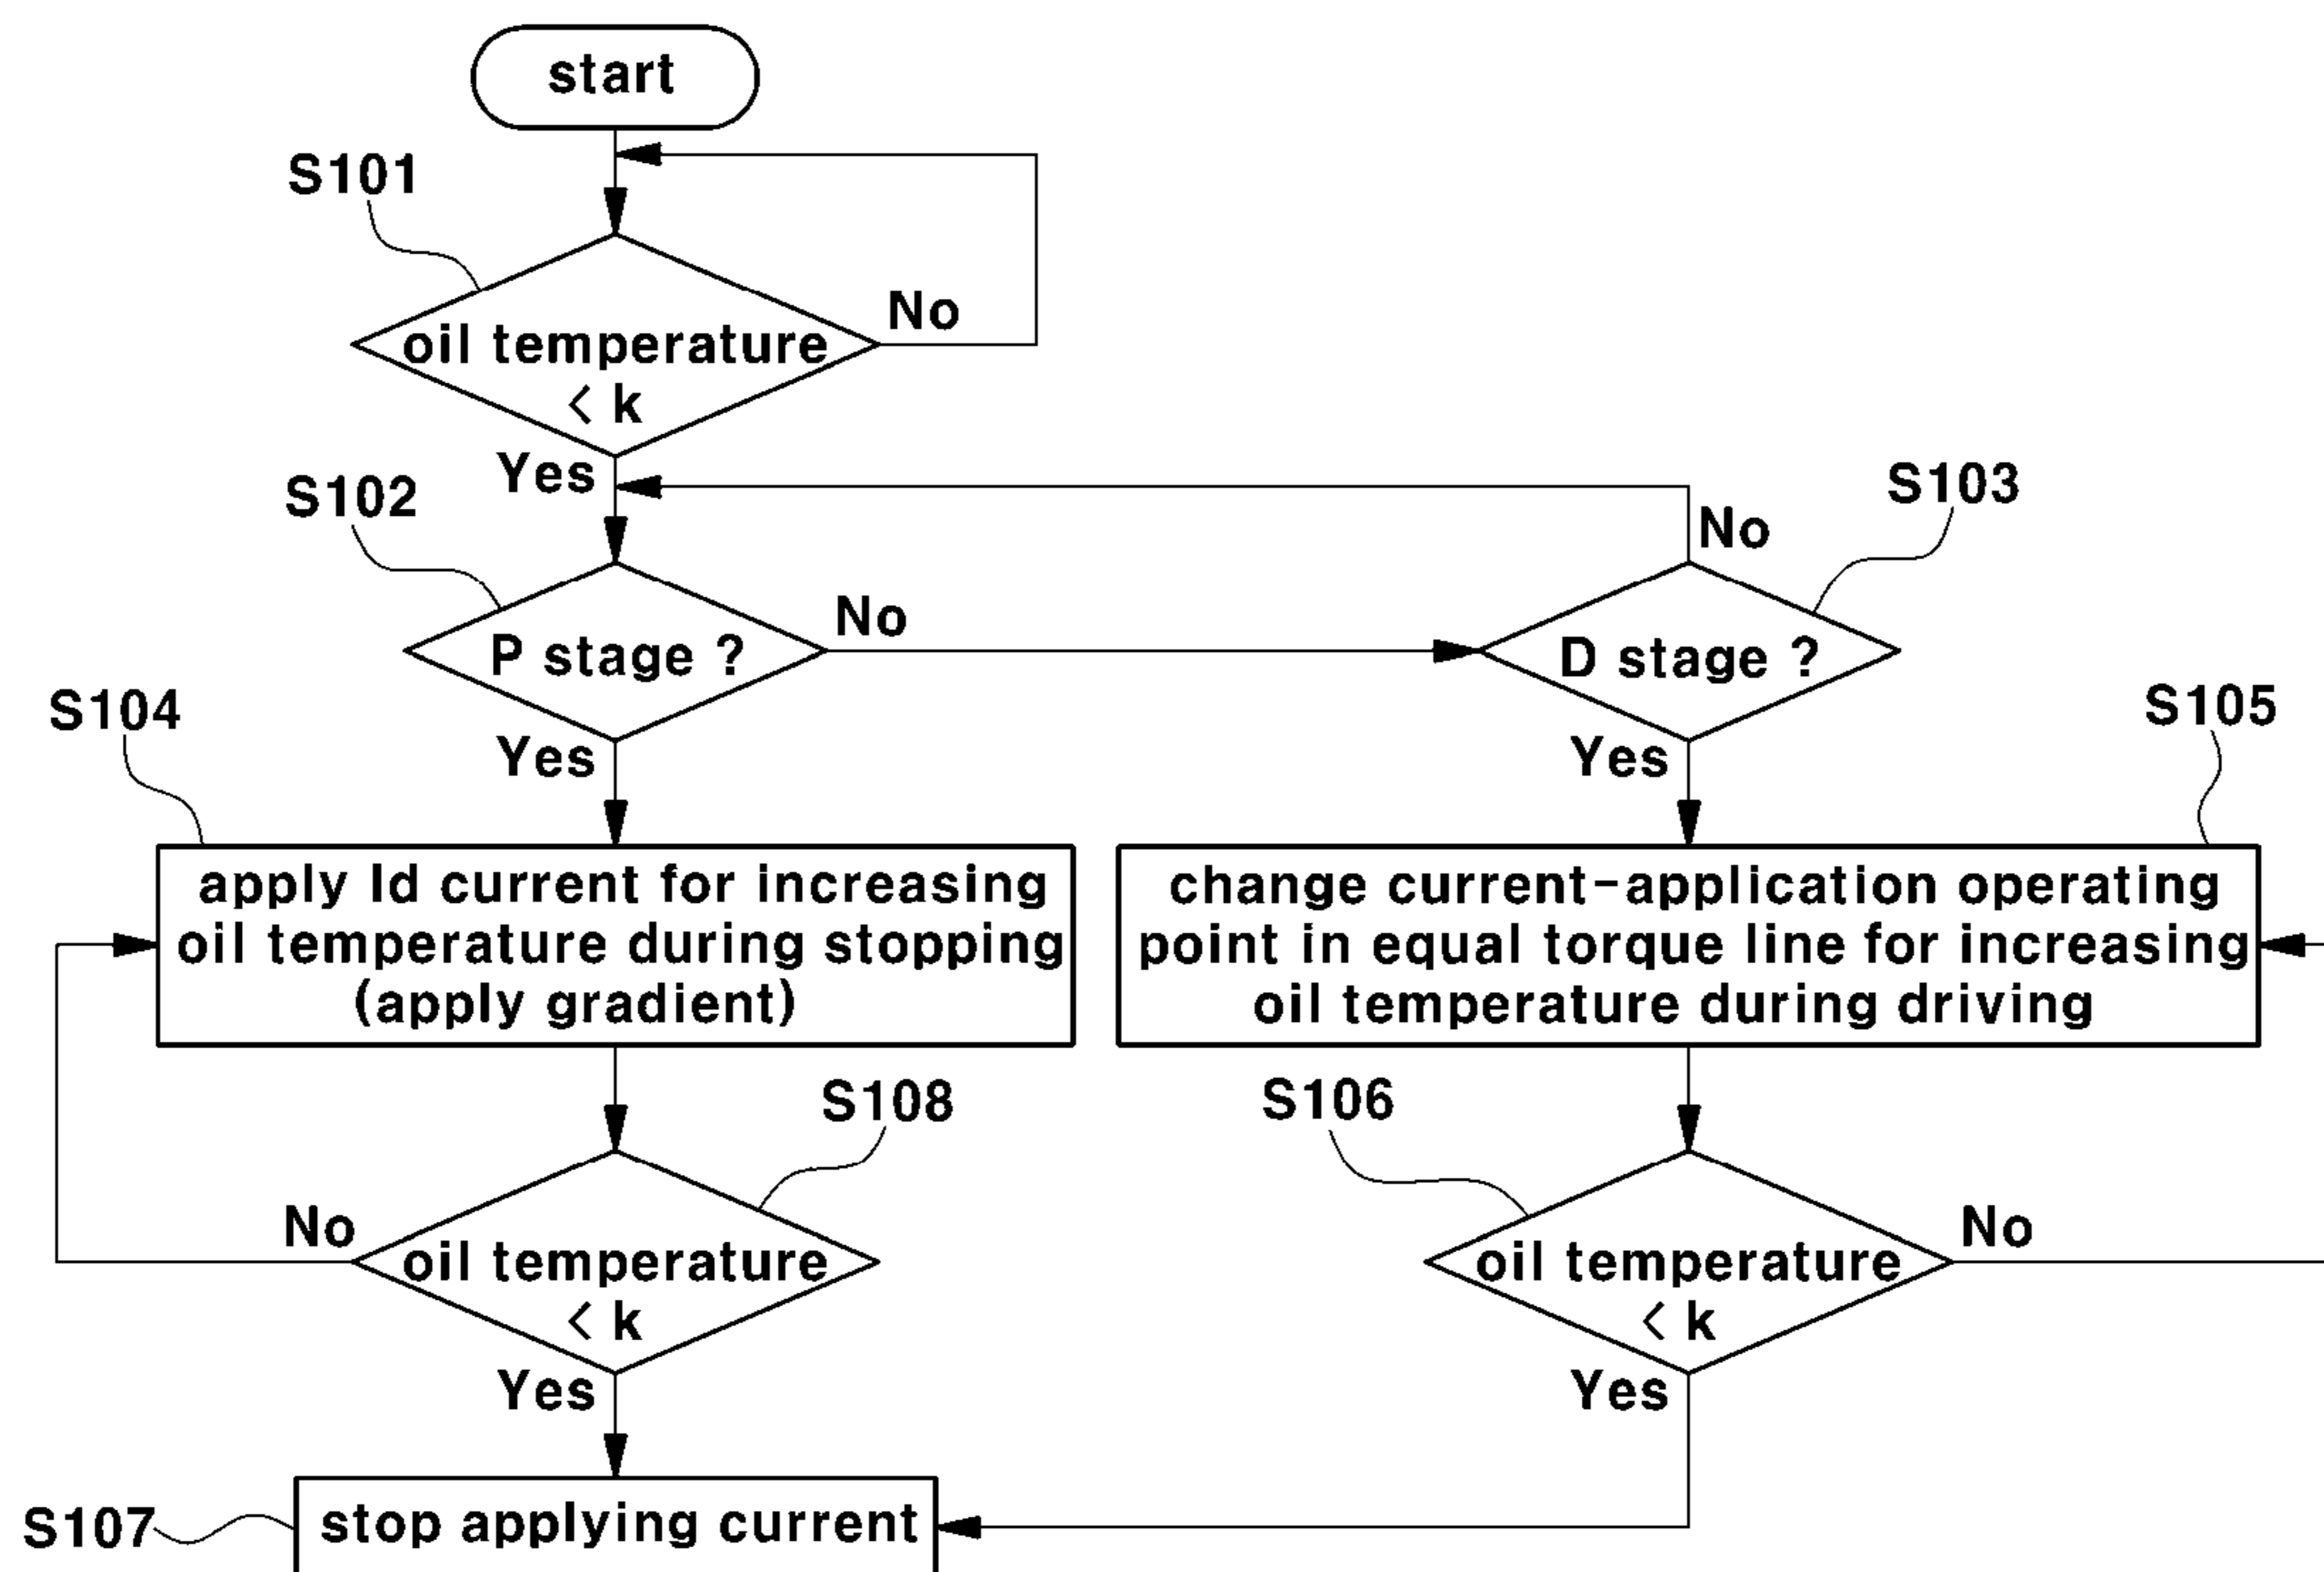 start
S101
No
oil temperature
< k
Yes
S102
S103
No
No
P stage ?
D stage ?
S104
S105
Yes
Yes
apply Id current for increasing
oil temperature during stopping
(apply gradient)
change current-application operating
point in equal torque line for increasing
oil temperature during driving
S108
S106
No
No
oil temperature
< k
oil temperature
< k
Yes
Yes
S107
stop applying current